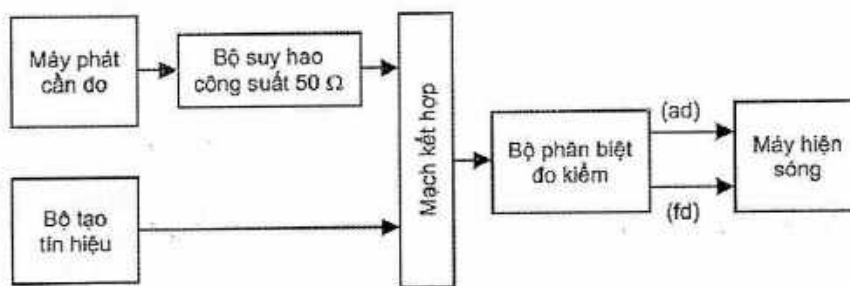 Máy phát
cần đo
Bộ suy hao
công suất 50 Ω
Mạch kết hợp
Bộ phân biệt
đo kiểm
(ad)
(fd)
Máy hiện
sóng
Bộ tạo
tín hiệu